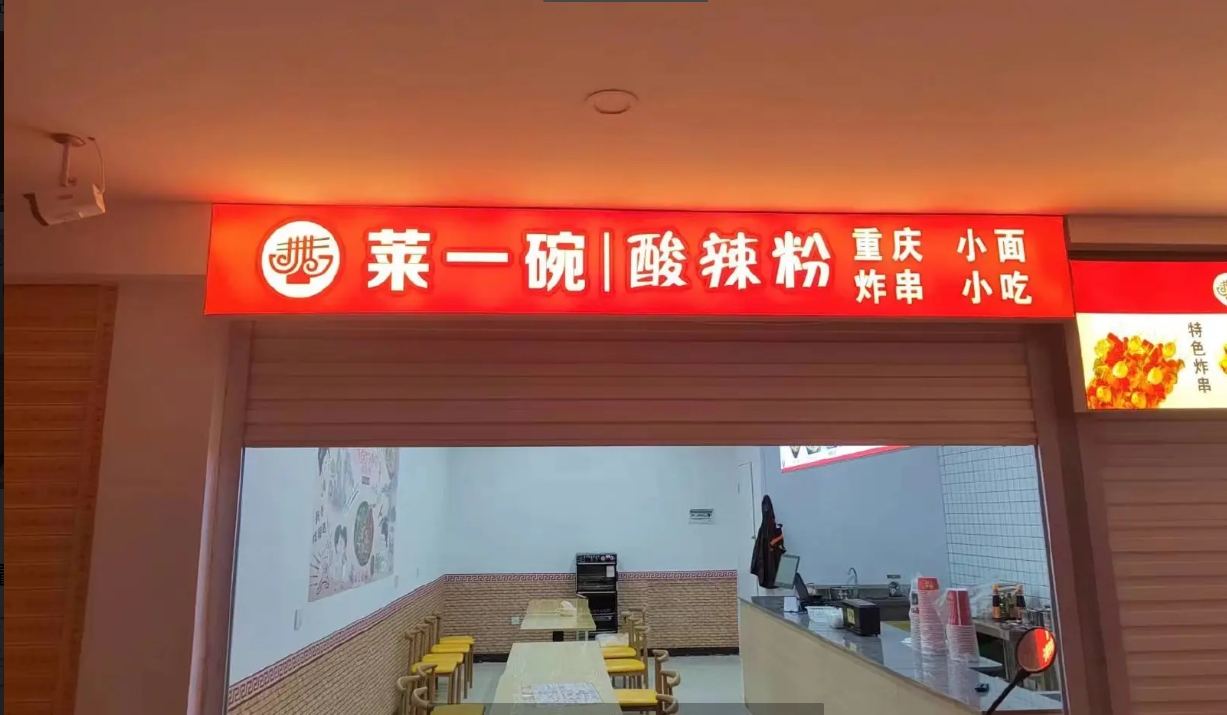 莱一碗|酸辣粉
重庆 小面
炸串 小吃
特色炸串